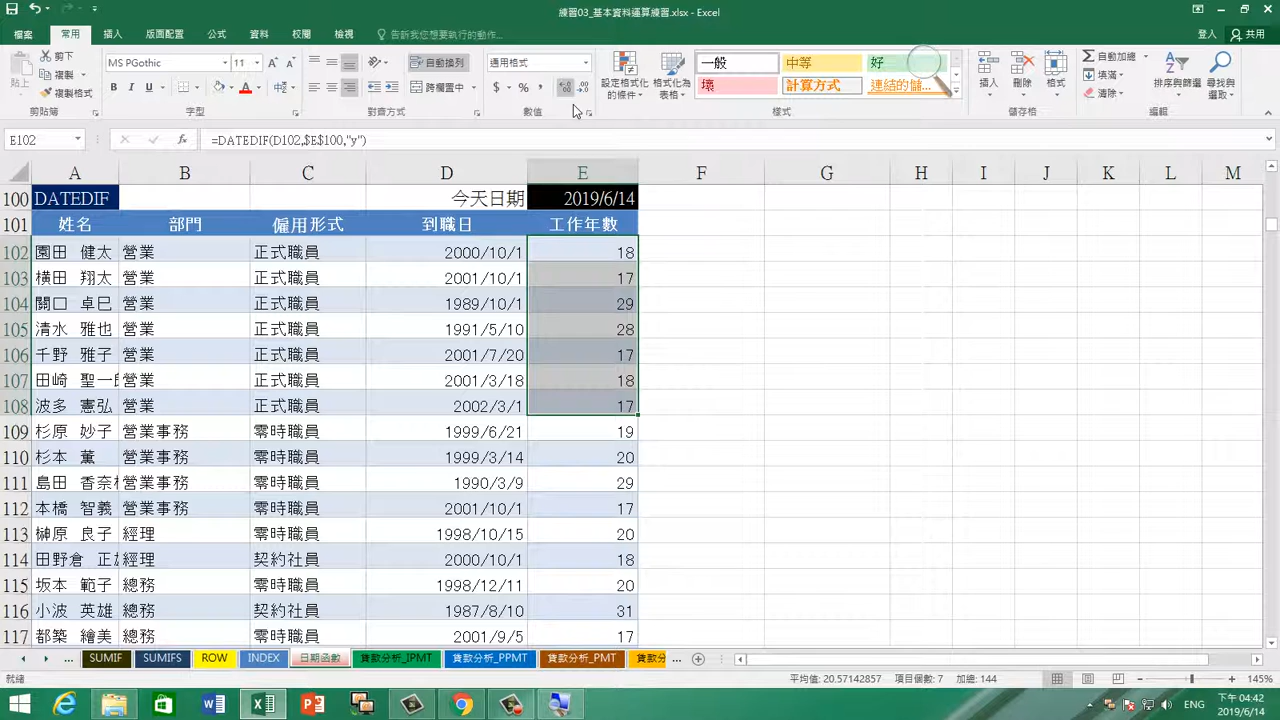 練習03_基本資料運算練習.xlsx - Excel
檔案 常用 插入 版面配置 公式 資料 校閱 檢視 告訴我您想要執行的動作... 登入 共用
貼上 剪下 複製 複製格式 剪貼簿
MS PGothic 11 B I U 字型
自動換列 跨欄置中 對齊方式
通用格式 $ % , 數值
設定格式化的條件 格式化為表格 一般 中等 好 壞 計算方式 連結的儲... 樣式
插入 刪除 格式 儲存格
自動加總 填滿 清除 排序與篩選 尋找與選取 編輯
E102 fx =DATEDIF(D102,$E$100,"y")
A B C D E F G H I J K L M
100 DATEDIF 今天日期 2019/6/14
101 姓名 部門 僱用形式 到職日 工作年數
102 園田 健太 營業 正式職員 2000/10/1 18
103 横田 翔太 營業 正式職員 2001/10/1 17
104 關口 卓巳 營業 正式職員 1989/10/1 29
105 清水 雅也 營業 正式職員 1991/5/10 28
106 千野 雅子 營業 正式職員 2001/7/20 17
107 田崎 聖一 營業 正式職員 2001/3/18 18
108 波多 憲弘 營業 正式職員 2002/3/1 17
109 杉原 妙子 營業事務 零時職員 1999/6/21 19
110 杉本 薫 營業事務 零時職員 1999/3/14 20
111 島田 香奈 營業事務 零時職員 1990/3/9 29
112 本橋 智義 營業事務 零時職員 2001/10/1 17
113 榊原 良子 經理 零時職員 1998/10/15 20
114 田野倉 正 經理 契約社員 2000/10/1 18
115 坂本 範子 總務 零時職員 1998/12/11 20
116 小波 英雄 總務 契約社員 1987/8/10 31
117 都築 繪美 總務 零時職員 2001/9/5 17
... SUMIF SUMIFS ROW INDEX 日期函數 貸款分析_IPMT 貸款分析_PPMT 貸款分析_PMT 貸款分 ...
就緒 平均值: 20.57142857 項目個數: 7 加總: 144 145%
下午 04:42
2019/6/14